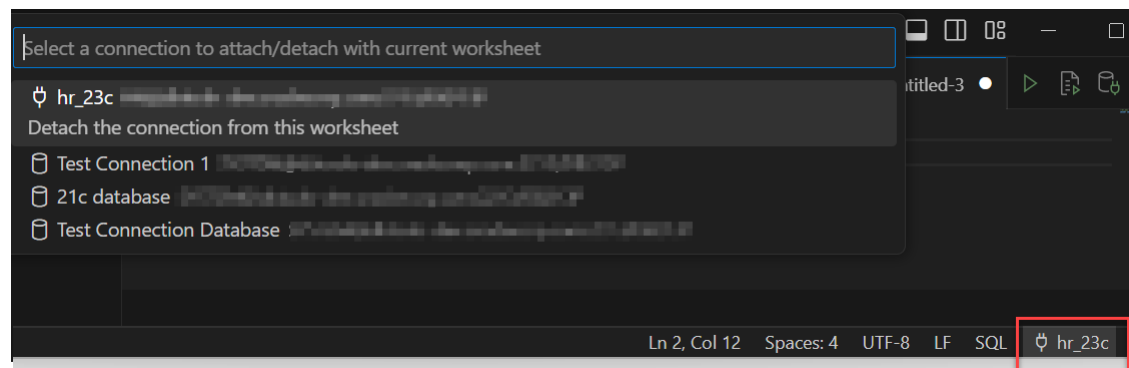 Select a connection to attach/detach with current worksheet
hr_23c
Detach the connection from this worksheet
Test Connection 1
21c database
Test Connection Database
ntitled-3
Ln 2, Col 12 Spaces: 4 UTF-8 LF SQL hr_23c